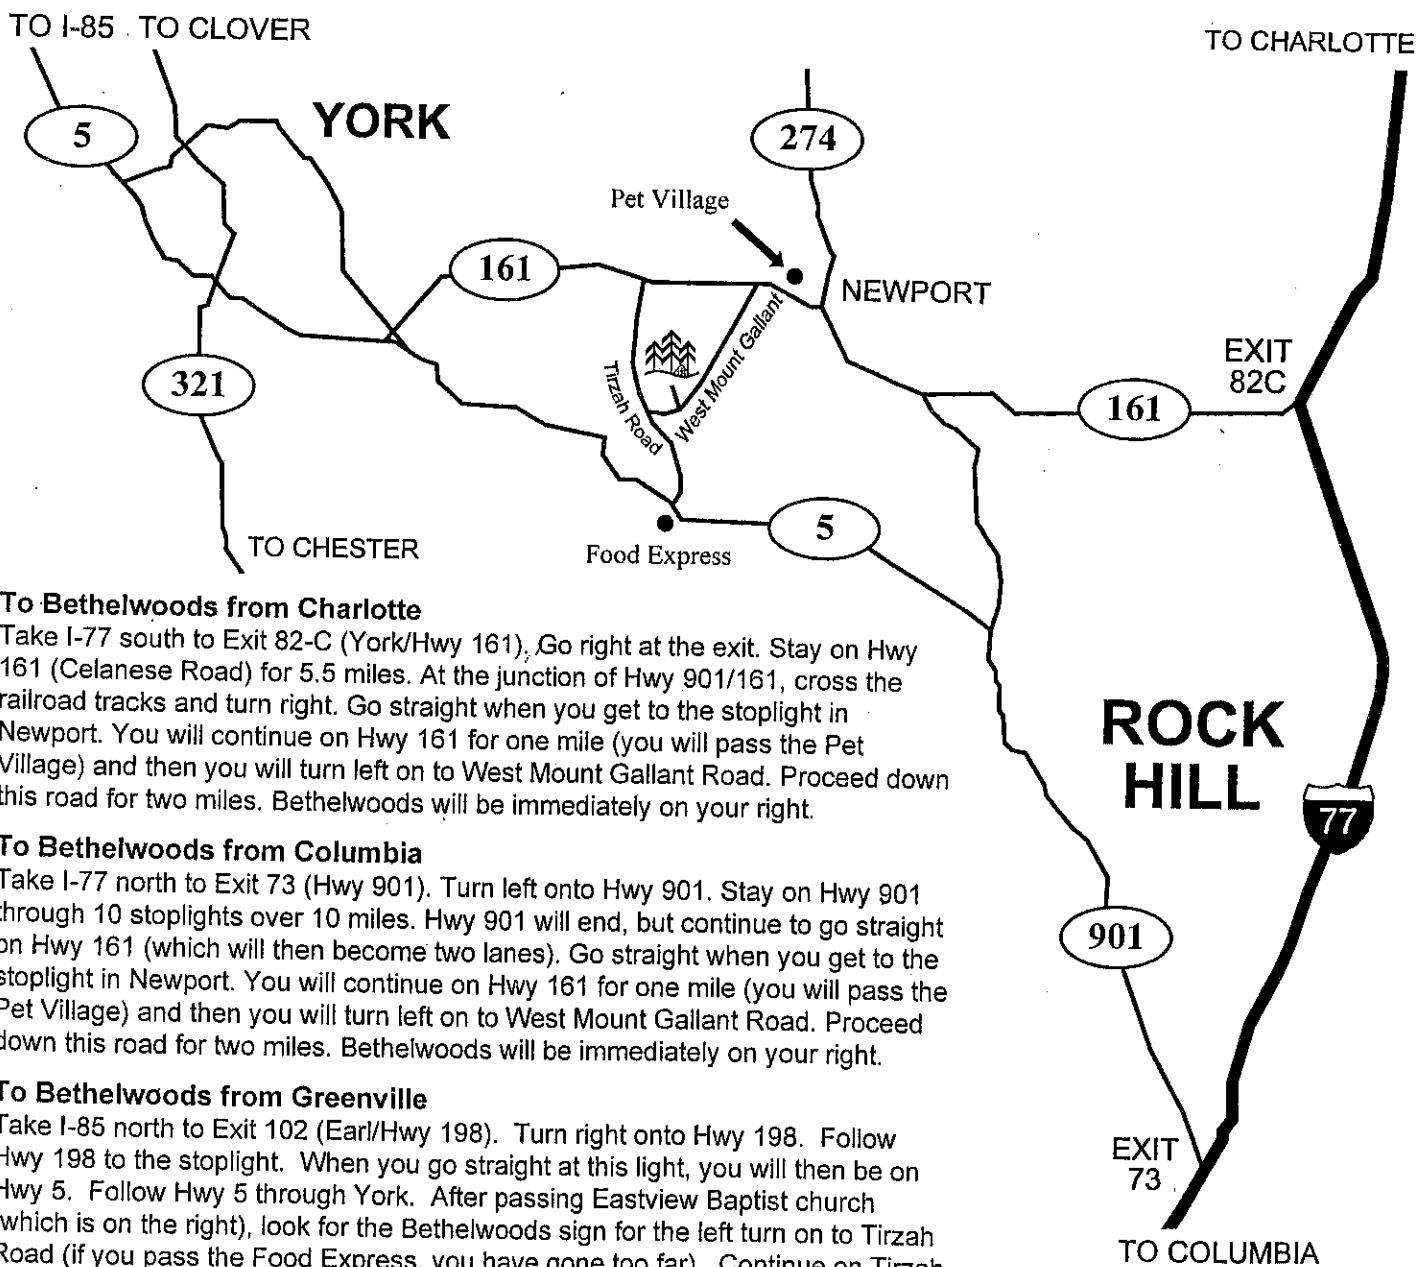 TO I-85 TO CLOVER
TO CHARLOTTE
YORK
5
274
Pet Village
161
NEWPORT
EXIT
82C
West Mount Gallant
Tirzah Road
321
161
5
TO CHESTER
Food Express
To Bethelwoods from Charlotte
Take I-77 south to Exit 82-C (York/Hwy 161). Go right at the exit. Stay on Hwy
161 (Celanese Road) for 5.5 miles. At the junction of Hwy 901/161, cross the
railroad tracks and turn right. Go straight when you get to the stoplight in
Newport. You will continue on Hwy 161 for one mile (you will pass the Pet
Village) and then you will turn left on to West Mount Gallant Road. Proceed down
this road for two miles. Bethelwoods will be immediately on your right.
ROCK
HILL
77
To Bethelwoods from Columbia
Take I-77 north to Exit 73 (Hwy 901). Turn left onto Hwy 901. Stay on Hwy 901
through 10 stoplights over 10 miles. Hwy 901 will end, but continue to go straight
on Hwy 161 (which will then become two lanes). Go straight when you get to the
stoplight in Newport. You will continue on Hwy 161 for one mile (you will pass the
Pet Village) and then you will turn left on to West Mount Gallant Road. Proceed
down this road for two miles. Bethelwoods will be immediately on your right.
901
To Bethelwoods from Greenville
Take I-85 north to Exit 102 (Earl/Hwy 198). Turn right onto Hwy 198. Follow
Hwy 198 to the stoplight. When you go straight at this light, you will then be on
Hwy 5. Follow Hwy 5 through York. After passing Eastview Baptist church
(which is on the right), look for the Bethelwoods sign for the left turn on to Tirzah
Road (if you pass the Food Express, you have gone too far). Continue on Tirzah
EXIT
73
TO COLUMBIA